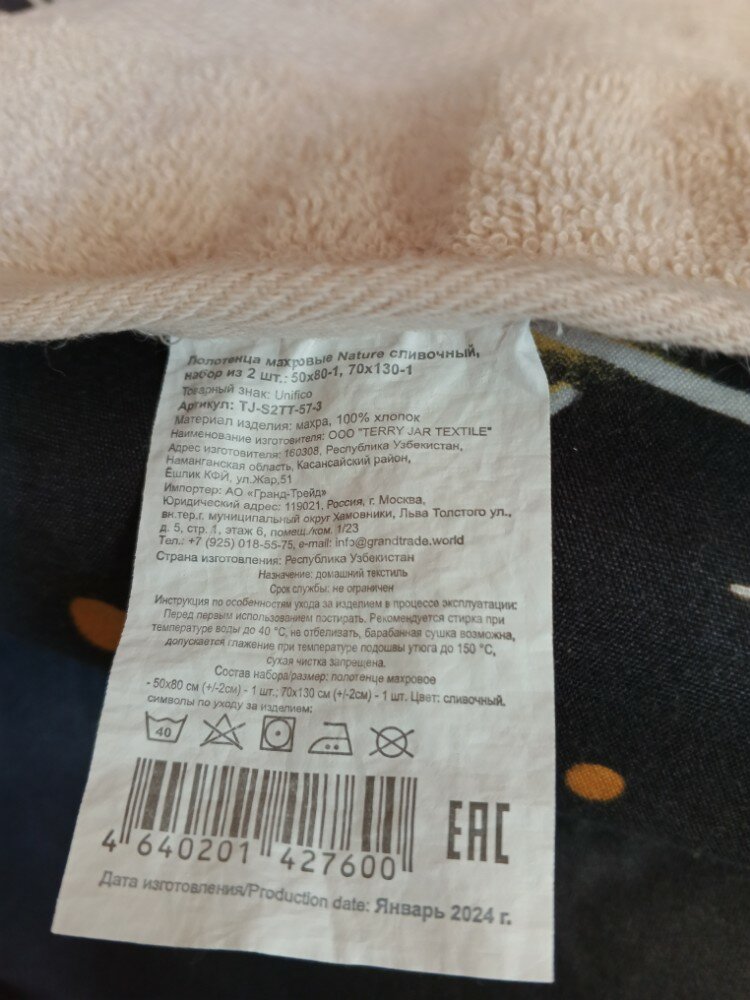 Полотенца махровые Nature сливочный,
набор из 2 шт.: 50х80-1, 70х130-1
Товарный знак: Unifico
Артикул: TJ-S2TT-57-3
Материал изделия: махра, 100% хлопок
Наименование изготовителя: ООО "TERRY JAR TEXTILE"
Адрес изготовителя: 160308, Республика Узбекистан,
Наманганская область, Касансайский район,
Ёшлик КФЙ, ул.Жар,51
Импортер: АО «Гранд-Трейд»
Юридический адрес: 119021, Россия, г. Москва,
вн.тер.г. муниципальный округ Хамовники, Льва Толстого ул.,
д. 5, стр. 1, этаж 6, помещ./ком. 1/23
Тел.: +7 (925) 018-55-75, e-mail: info@grandtrade.world
Страна изготовления: Республика Узбекистан
Назначение: домашний текстиль
Срок службы: не ограничен
Инструкция по особенностям ухода за изделием в процессе эксплуатации:
Перед первым использованием постирать. Рекомендуется стирка при
температуре воды до 40 °С, не отбеливать, барабанная сушка возможна,
допускается глажение при температуре подошвы утюга до 150 °С,
сухая чистка запрещена.
Состав набора/размер: полотенце махровое
- 50х80 см (+/-2см) - 1 шт.; 70х130 см (+/-2см) - 1 шт. Цвет: сливочный.
символы по уходу за изделием:
40
EAC
4 640201 427600
Дата изготовления/Production date: Январь 2024 г.